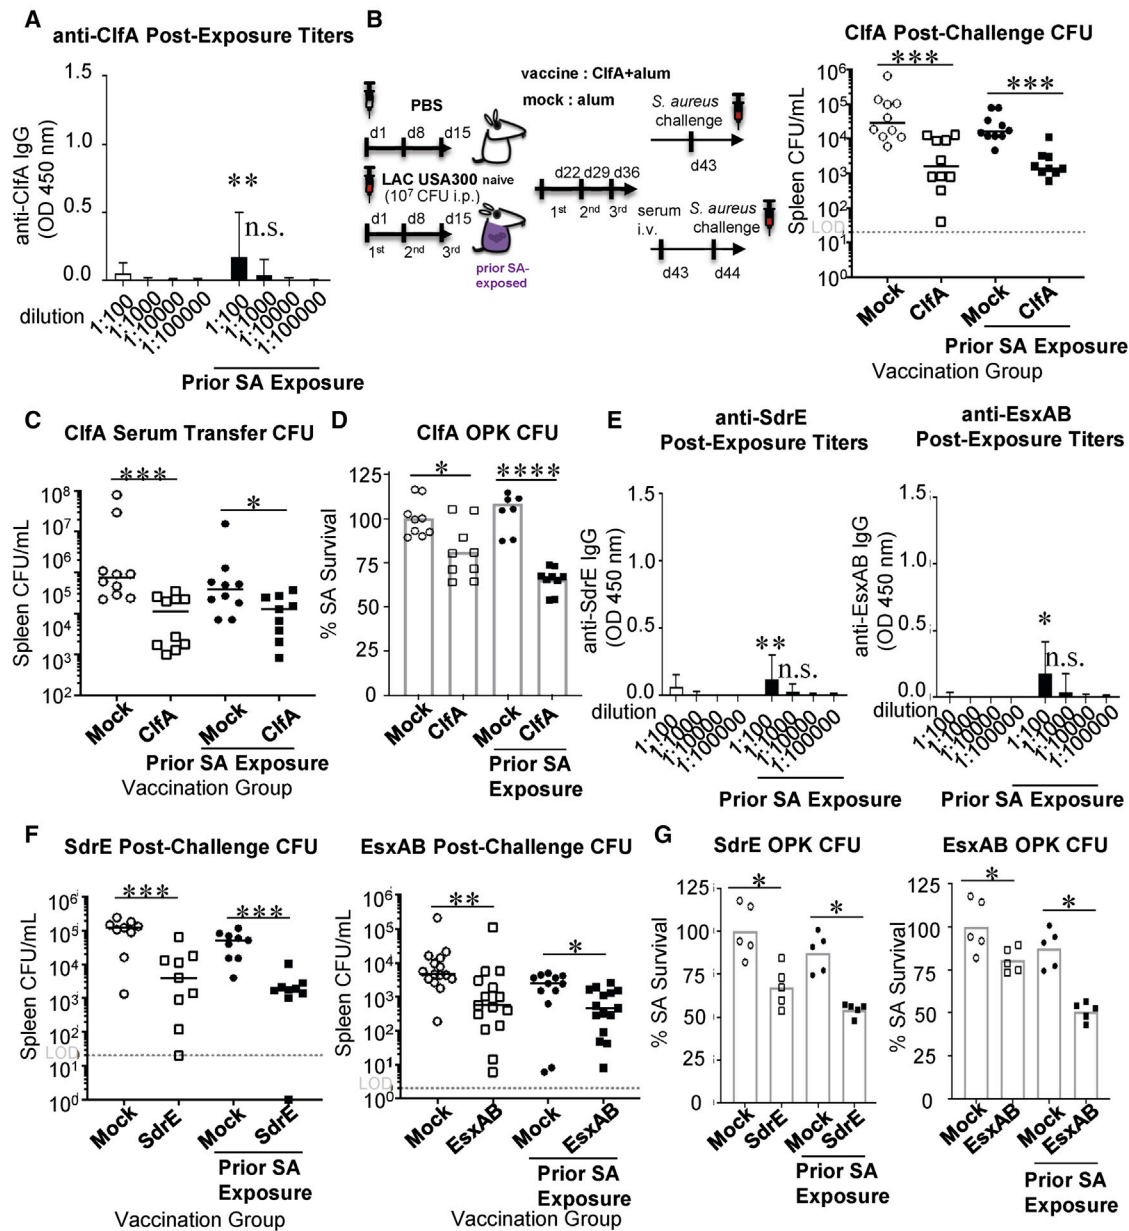 A
anti-ClfA Post-Exposure Titers
anti-ClfA IgG
(OD 450 nm)
1.5
1.0
0.5
0.0
**
n.s.
dilution
1:100
1:1000
1:10000
1:100000
1:100
1:1000
1:10000
1:100000
Prior SA Exposure
B
vaccine : ClfA+alum
mock : alum
PBS
d1 d8 d15
LAC USA300
(10⁷ CFU i.p.)
naive
d1 d8 d15
1st 2nd 3rd
prior SA-
exposed
d22 d29 d36
1st 2nd 3rd
S. aureus
challenge
d43
serum
i.v.
S. aureus
challenge
d43 d44
ClfA Post-Challenge CFU
Spleen CFU/mL
10⁶
10⁵
10⁴
10³
10²
10¹
10⁰
LOD
***
***
Mock
ClfA
Mock
ClfA
Prior SA Exposure
Vaccination Group
C
ClfA Serum Transfer CFU
Spleen CFU/mL
10⁸
10⁷
10⁶
10⁵
10⁴
10³
10²
***
*
Mock
ClfA
Mock
ClfA
Prior SA Exposure
Vaccination Group
D
ClfA OPK CFU
% SA Survival
125
100
75
50
25
0
*
****
Mock
ClfA
Mock
ClfA
Prior SA
Exposure
E
anti-SdrE
Post-Exposure Titers
anti-SdrE IgG
(OD 450 nm)
1.5
1.0
0.5
0.0
**
n.s.
dilution
1:100
1:1000
1:10000
1:100000
1:100
1:1000
1:10000
1:100000
Prior SA Exposure
anti-EsxAB
Post-Exposure Titers
anti-EsxAB IgG
(OD 450 nm)
1.5
1.0
0.5
0.0
*
n.s.
dilution
1:100
1:1000
1:10000
1:100000
1:100
1:1000
1:10000
1:100000
Prior SA Exposure
F
SdrE Post-Challenge CFU
Spleen CFU/mL
10⁶
10⁵
10⁴
10³
10²
10¹
10⁰
LOD
***
***
Mock
SdrE
Mock
SdrE
Prior SA
Exposure
Vaccination Group
EsxAB Post-Challenge CFU
Spleen CFU/mL
10⁶
10⁵
10⁴
10³
10²
10¹
10⁰
LOD
**
*
Mock
EsxAB
Mock
EsxAB
Prior SA
Exposure
Vaccination Group
G
SdrE OPK CFU
% SA Survival
125
100
75
50
25
0
*
*
Mock
SdrE
Mock
SdrE
Prior SA
Exposure
EsxAB OPK CFU
% SA Survival
125
100
75
50
25
0
*
*
Mock
EsxAB
Mock
EsxAB
Prior SA
Exposure